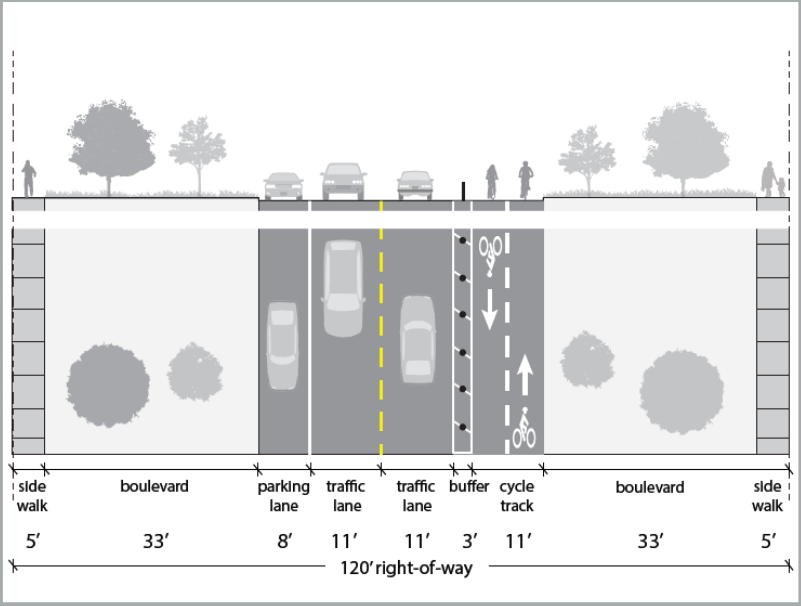 side boulevard parking traffic traffic buffer cycle boulevard side
walk lane lane lane track walk
5′ 33′ 8′ 11′ 11′ 3′ 11′ 33′ 5′
120′ right-of-way